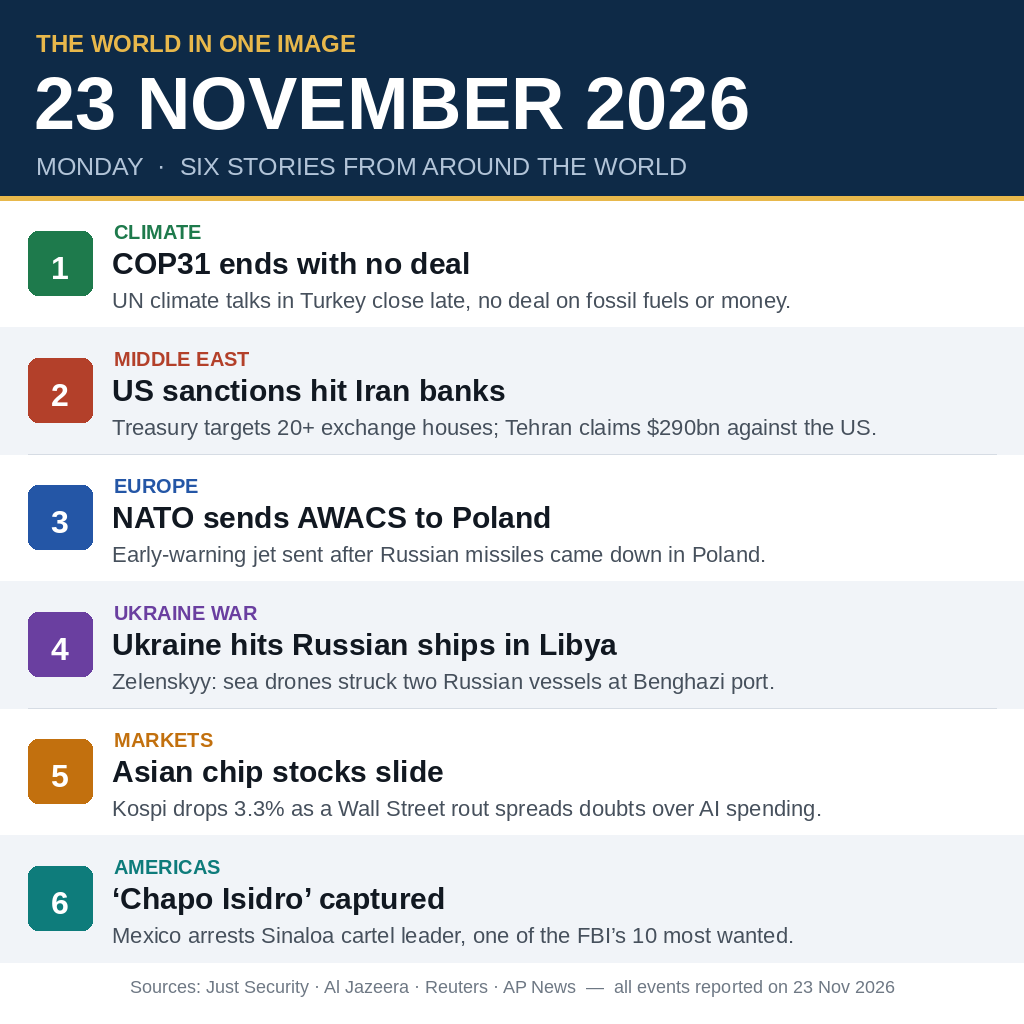 THE WORLD IN ONE IMAGE
23 NOVEMBER 2026
MONDAY · SIX STORIES FROM AROUND THE WORLD
1
CLIMATE
COP31 ends with no deal
UN climate talks in Turkey close late, no deal on fossil fuels or money.
2
MIDDLE EAST
US sanctions hit Iran banks
Treasury targets 20+ exchange houses; Tehran claims $290bn against the US.
3
EUROPE
NATO sends AWACS to Poland
Early-warning jet sent after Russian missiles came down in Poland.
4
UKRAINE WAR
Ukraine hits Russian ships in Libya
Zelenskyy: sea drones struck two Russian vessels at Benghazi port.
5
MARKETS
Asian chip stocks slide
Kospi drops 3.3% as a Wall Street rout spreads doubts over AI spending.
6
AMERICAS
‘Chapo Isidro’ captured
Mexico arrests Sinaloa cartel leader, one of the FBI’s 10 most wanted.
Sources: Just Security · Al Jazeera · Reuters · AP News — all events reported on 23 Nov 2026